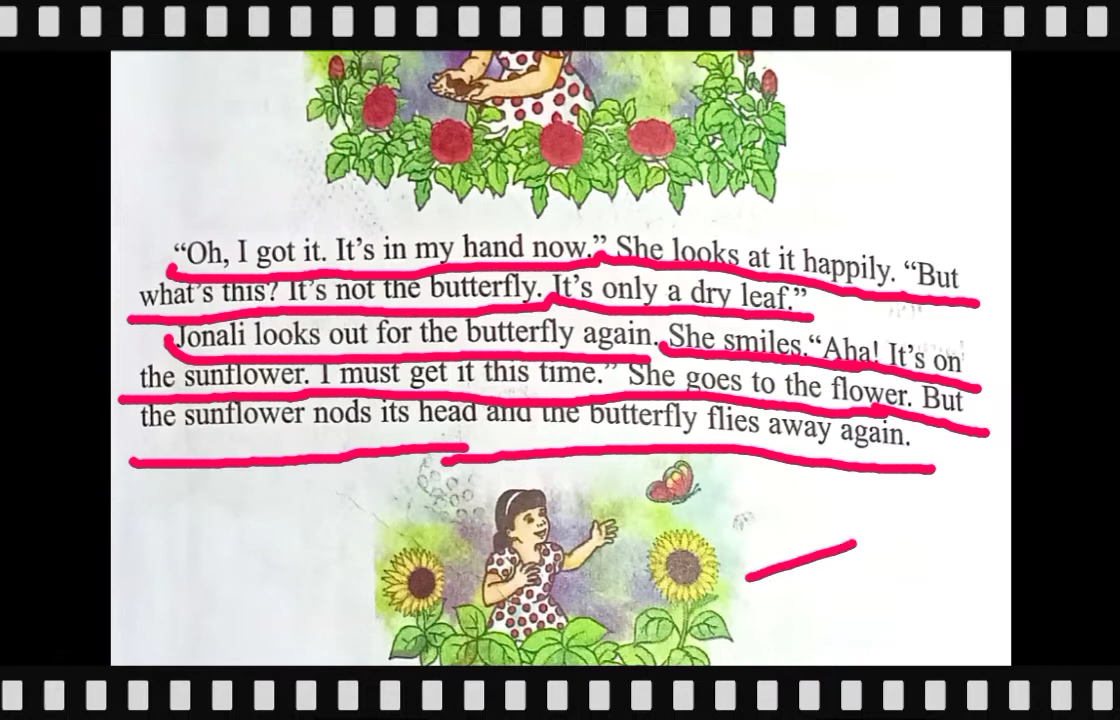 “Oh, I got it. It’s in my hand now.” She looks at it happily. “But
what’s this? It’s not the butterfly. It’s only a dry leaf.”
Jonali looks out for the butterfly again. She smiles.“Aha! It’s on
the sunflower. I must get it this time.” She goes to the flower. But
the sunflower nods its head and the butterfly flies away again.